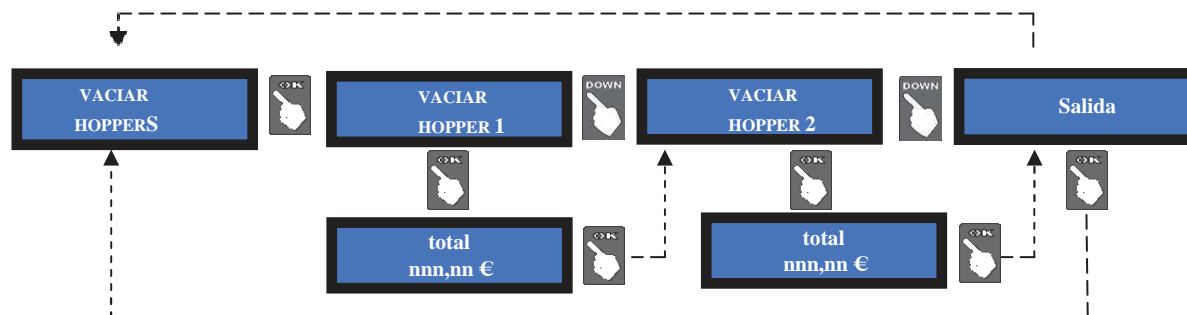 VACIAR
HOPPERS
OK
VACIAR
HOPPER 1
DOWN
VACIAR
HOPPER 2
DOWN
Salida
OK
OK
OK
total
nnn,nn €
OK
total
nnn,nn €
OK